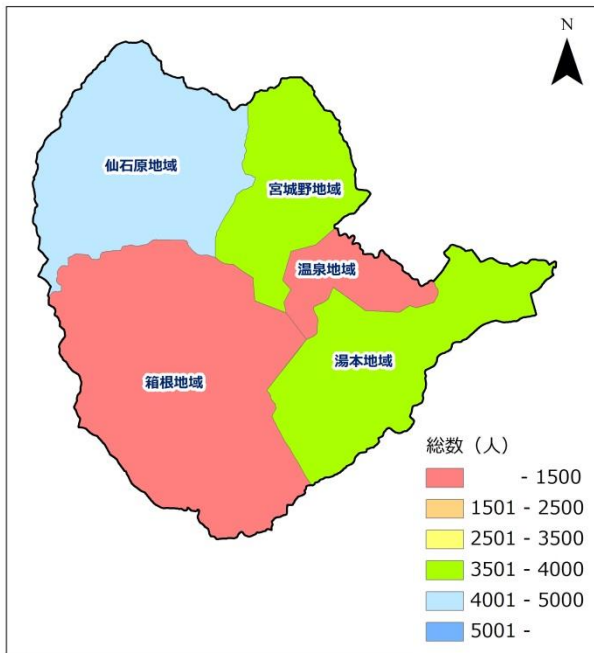 N
仙石原地域
宮城野地域
温泉地域
湯本地域
箱根地域
総数（人）
- 1500
1501 - 2500
2501 - 3500
3501 - 4000
4001 - 5000
5001 -